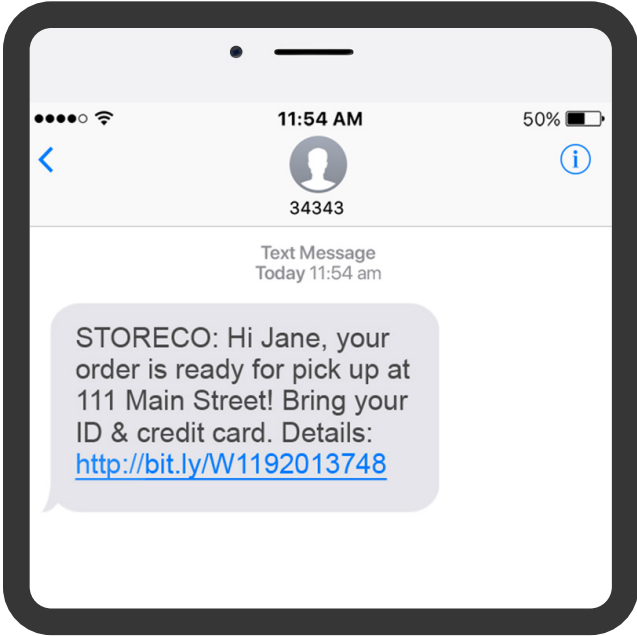 11:54 AM
50%
34343
Text Message
Today 11:54 am
STORECO: Hi Jane, your
order is ready for pick up at
111 Main Street! Bring your
ID & credit card. Details:
http://bit.ly/W1192013748